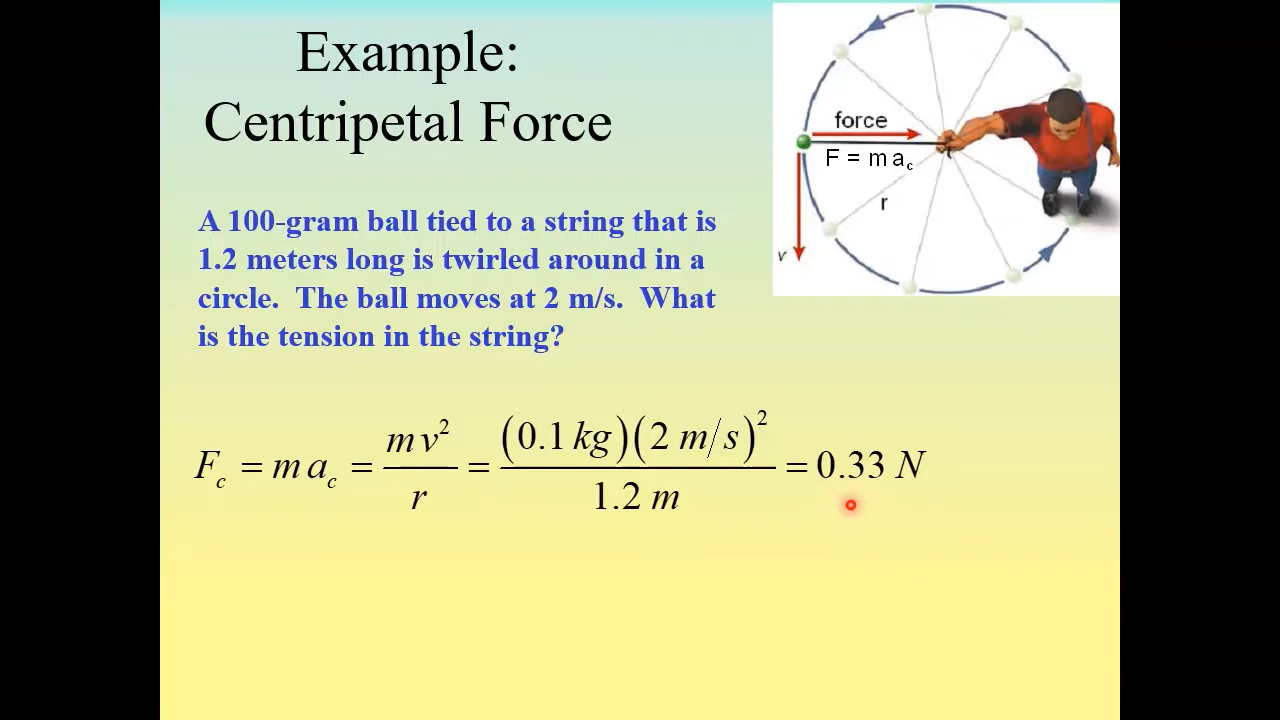 Example:
Centripetal Force
force
F = m a_c
r
v
A 100-gram ball tied to a string that is
1.2 meters long is twirled around in a
circle. The ball moves at 2 m/s. What
is the tension in the string?
F_c = m a_c = m v² / r = (0.1 kg)(2 m/s)² / 1.2 m = 0.33 N